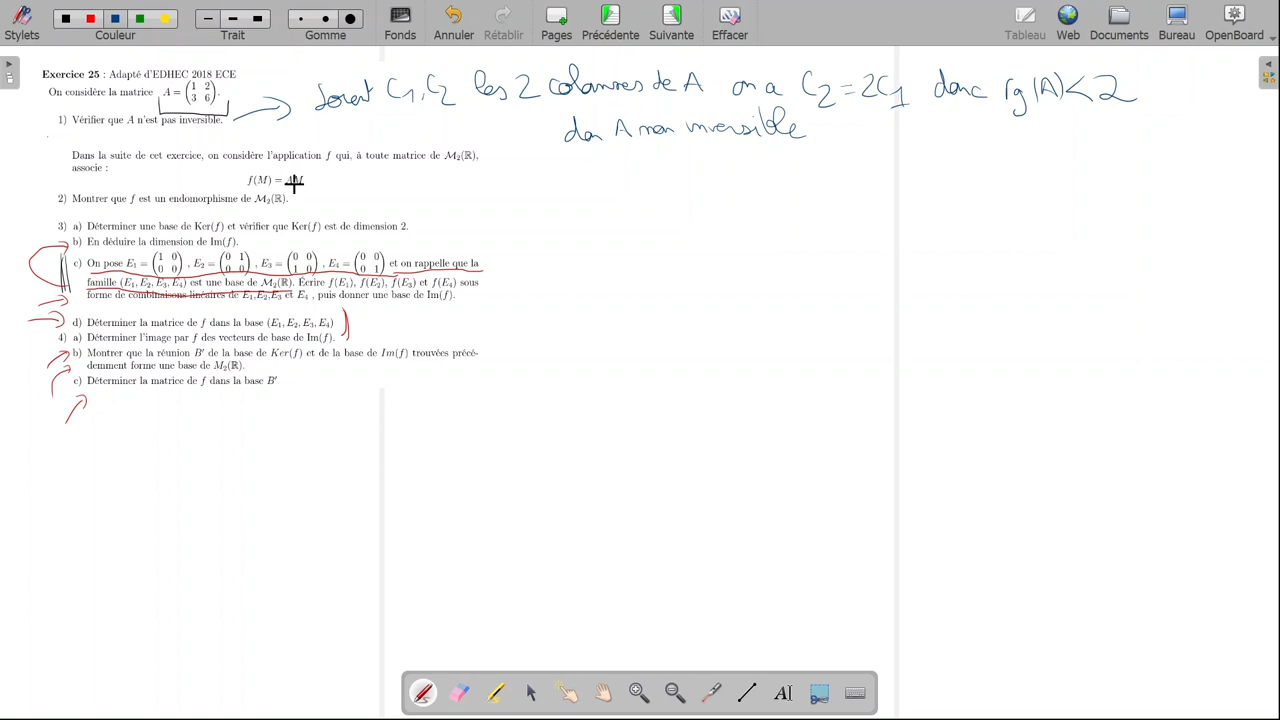 Stylets
Couleur
Trait
Gomme
Fonds
Annuler
Rétablir
Pages
Précédente
Suivante
Effacer
Tableau
Web
Documents
Bureau
OpenBoard
Exercice 25 : Adapté d'EDHEC 2018 ECE
On considère la matrice A = (1 2
3 6).
1) Vérifier que A n'est pas inversible.
Soient C1, C2 les 2 colonnes de A on a C2 = 2C1 donc rg(A) < 2
donc A non inversible
Dans la suite de cet exercice, on considère l'application f qui, à toute matrice de M2(ℝ),
associe :
f(M) = AM
2) Montrer que f est un endomorphisme de M2(ℝ).
3) a) Déterminer une base de Ker(f) et vérifier que Ker(f) est de dimension 2.
b) En déduire la dimension de Im(f).
c) On pose E1 = (1 0
0 0) , E2 = (0 1
0 0) , E3 = (0 0
1 0) , E4 = (0 0
0 1) et on rappelle que la
famille (E1, E2, E3, E4) est une base de M2(ℝ). Écrire f(E1), f(E2), f(E3) et f(E4) sous
forme de combinaisons linéaires de E1,E2,E3 et E4 , puis donner une base de Im(f).
d) Déterminer la matrice de f dans la base (E1, E2, E3, E4)
4) a) Déterminer l'image par f des vecteurs de base de Im(f).
b) Montrer que la réunion B′ de la base de Ker(f) et de la base de Im(f) trouvées précé-
demment forme une base de M2(ℝ).
c) Déterminer la matrice de f dans la base B′